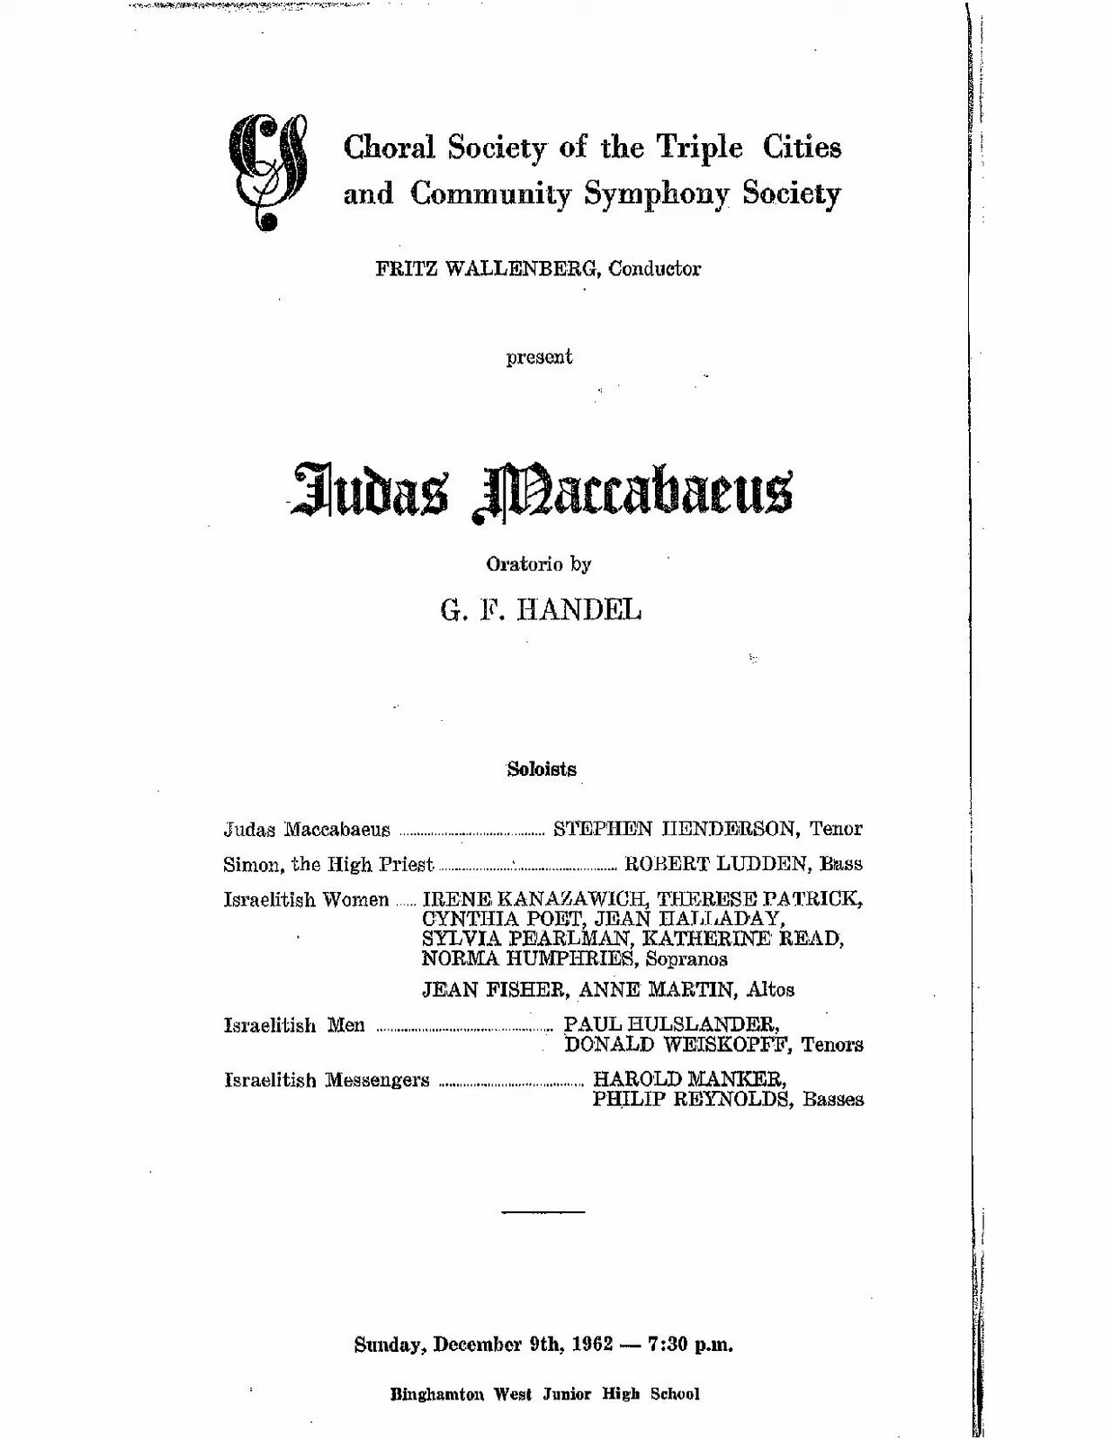 CS
Choral Society of the Triple Cities
and Community Symphony Society
FRITZ WALLENBERG, Conductor
present
Judas Maccabaeus
Oratorio by
G. F. HANDEL
Soloists
Judas Maccabaeus ........................................ STEPHEN HENDERSON, Tenor
Simon, the High Priest ................................................ ROBERT LUDDEN, Bass
Israelitish Women ...... IRENE KANAZAWICH, THERESE PATRICK,
CYNTHIA POET, JEAN HALLADAY,
SYLVIA PEARLMAN, KATHERINE READ,
NORMA HUMPHRIES, Sopranos
JEAN FISHER, ANNE MARTIN, Altos
Israelitish Men ................................................ PAUL HULSLANDER,
DONALD WEISKOPFF, Tenors
Israelitish Messengers ........................................ HAROLD MANKER,
PHILIP REYNOLDS, Basses
Sunday, December 9th, 1962 — 7:30 p.m.
Binghamton West Junior High School